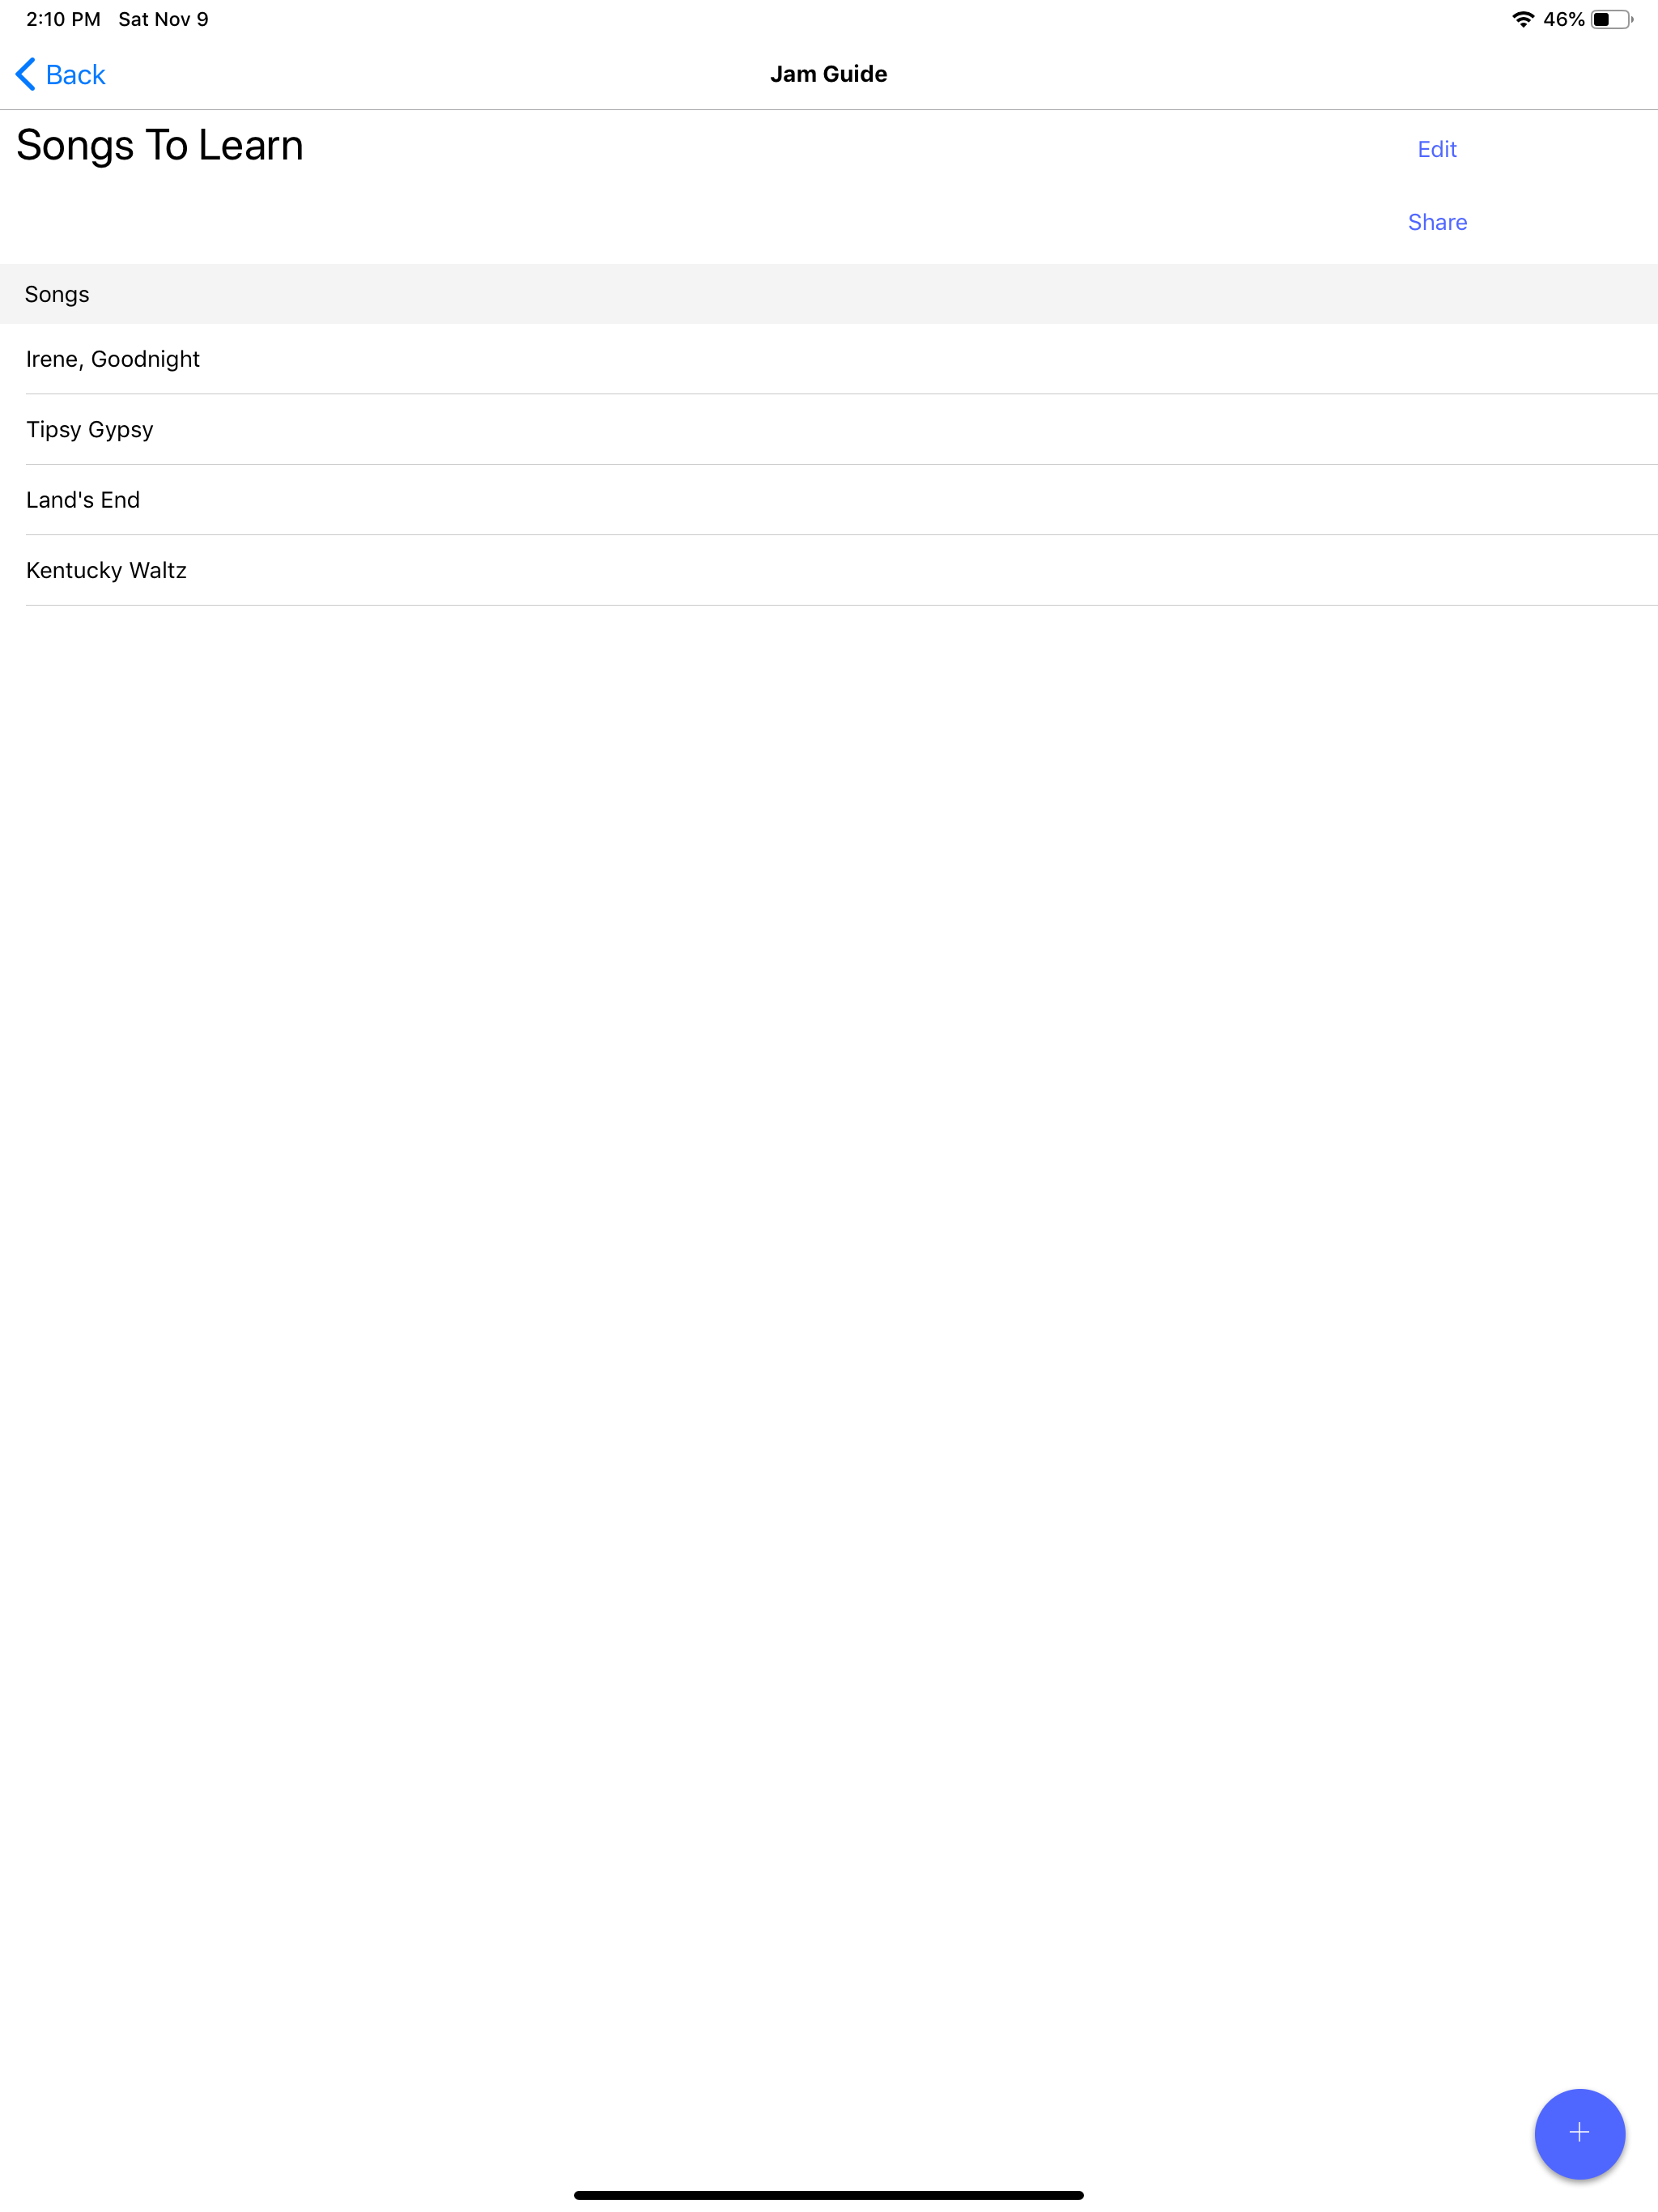 2:10 PM Sat Nov 9 46%
Back Jam Guide
Songs To Learn Edit
Share
Songs
Irene, Goodnight
Tipsy Gypsy
Land's End
Kentucky Waltz
+